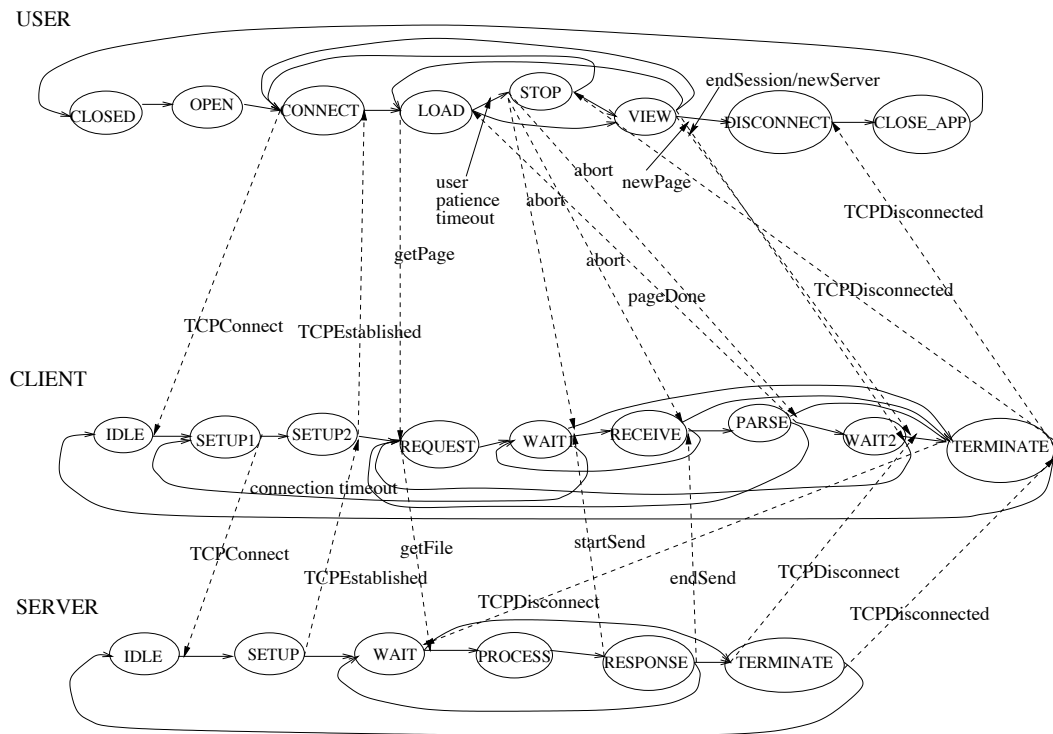 USER
endSession/newServer
STOP
OPEN
CLOSED
CONNECT
LOAD
VIEW
DISCONNECT
CLOSE_APP
user
patience
timeout
abort
newPage
abort
TCPDisconnected
getPage
abort
pageDone
TCPDisconnected
TCPConnect
TCPEstablished
CLIENT
IDLE
SETUP1
SETUP2
REQUEST
WAIT1
RECEIVE
PARSE
WAIT2
TERMINATE
connection timeout
TCPConnect
getFile
startSend
TCPEstablished
endSend
TCPDisconnect
SERVER
TCPDisconnect
TCPDisconnected
IDLE
SETUP
WAIT
PROCESS
RESPONSE
TERMINATE